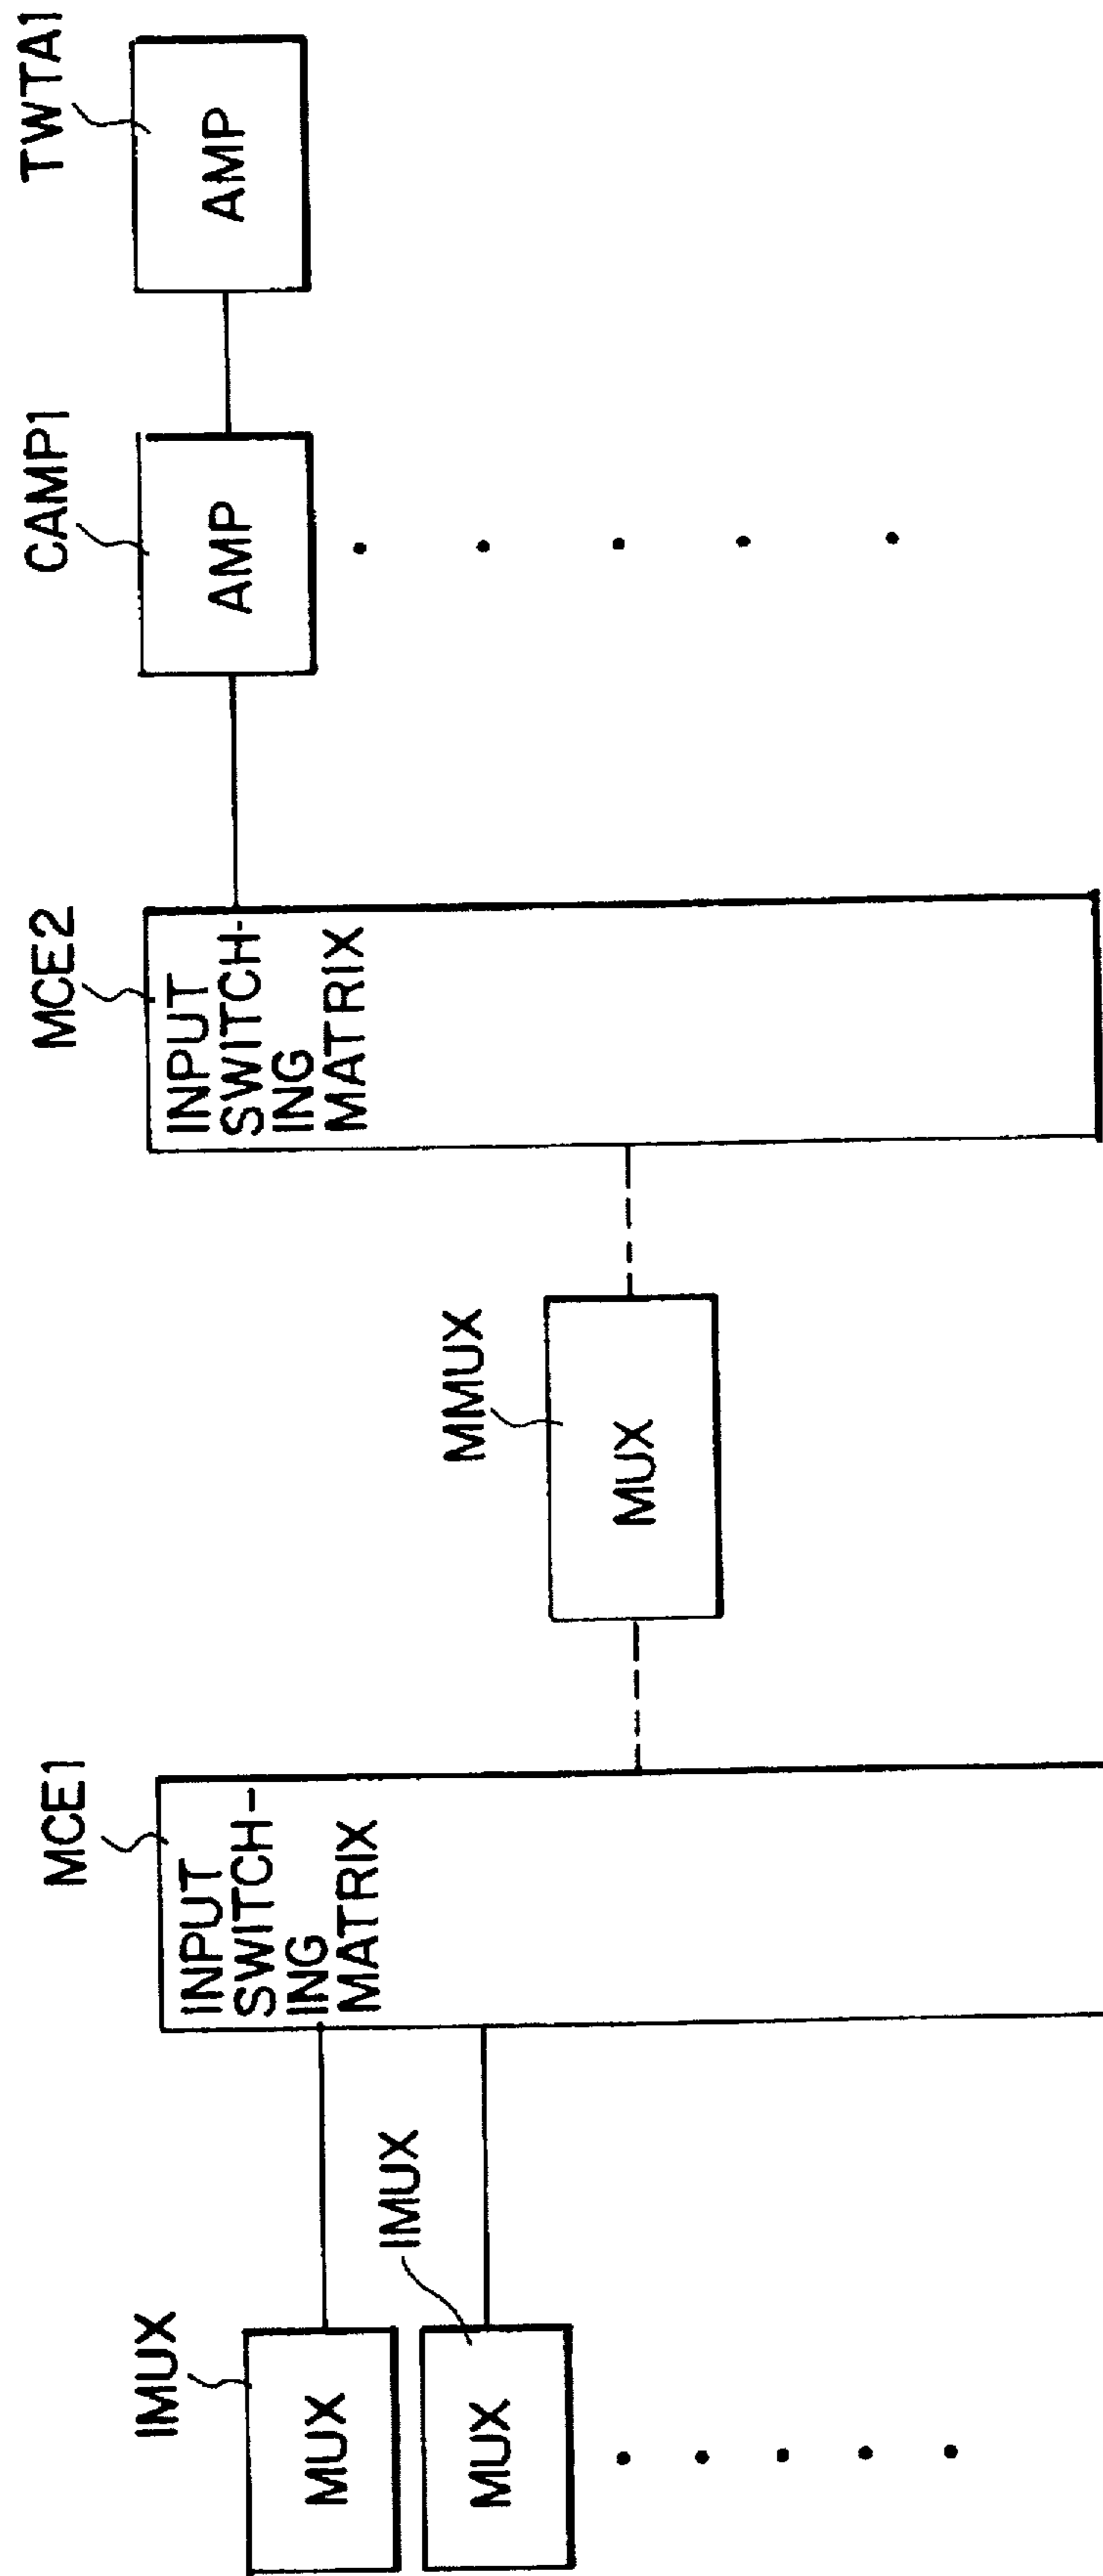 IMUX
MUX
IMUX
MUX
MCE1
INPUT
SWITCH-
ING
MATRIX
MMUX
MUX
MCE2
INPUT
SWITCH-
ING
MATRIX
CAMP1
AMP
TWTA1
AMP